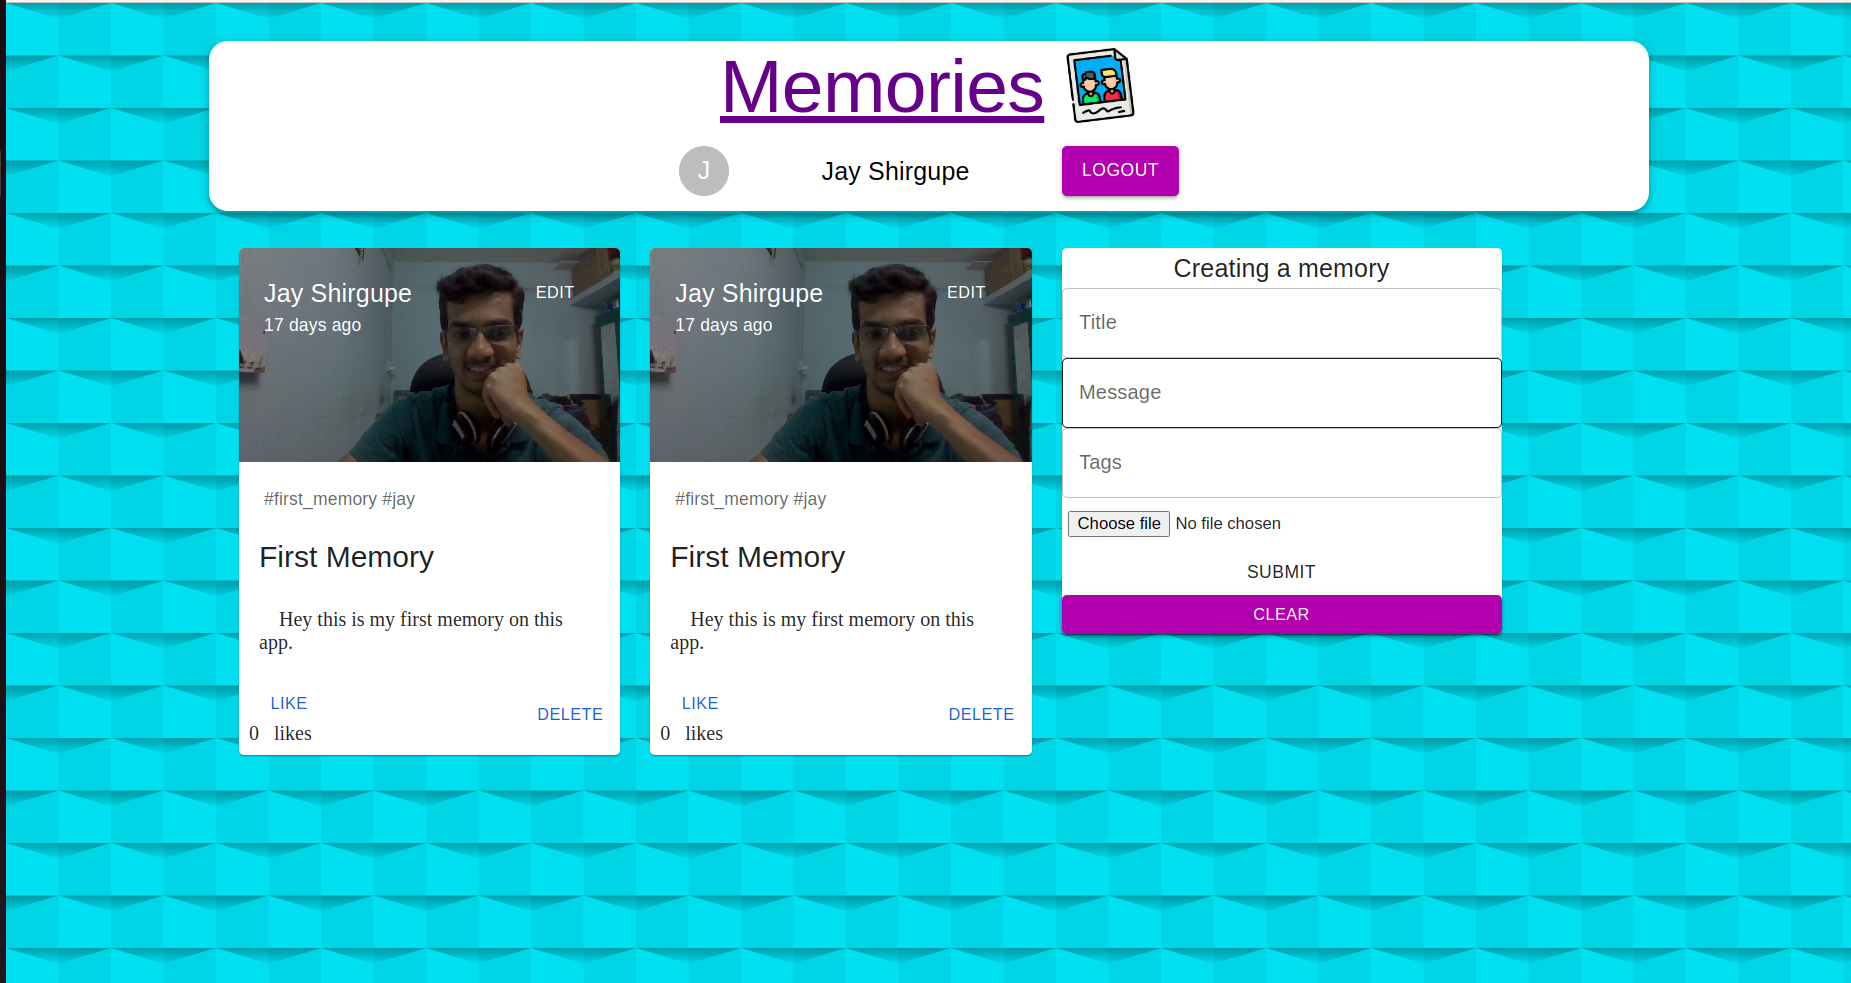 Memories
J
Jay Shirgupe
LOGOUT
Jay Shirgupe
EDIT
17 days ago
#first_memory #jay
First Memory
Hey this is my first memory on this
app.
LIKE
DELETE
0 likes
Jay Shirgupe
EDIT
17 days ago
#first_memory #jay
First Memory
Hey this is my first memory on this
app.
LIKE
DELETE
0 likes
Creating a memory
Title
Message
Tags
Choose file No file chosen
SUBMIT
CLEAR